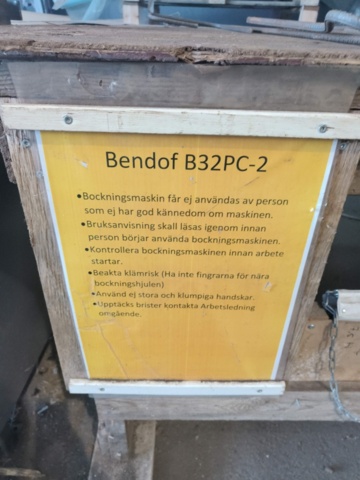 Bendof B32PC-2
•Bockningsmaskin får ej användas av person
som ej har god kännedom om maskinen.
•Bruksanvisning skall läsas igenom innan
person börjar använda bockningsmaskinen.
•Kontrollera bockningsmaskinen innan arbete
startar.
•Beakta klämrisk (Ha inte fingrarna för nära
bockningshjulen)
•Använd ej stora och klumpiga handskar.
•Upptäcks brister kontakta Arbetsledning
omgående.